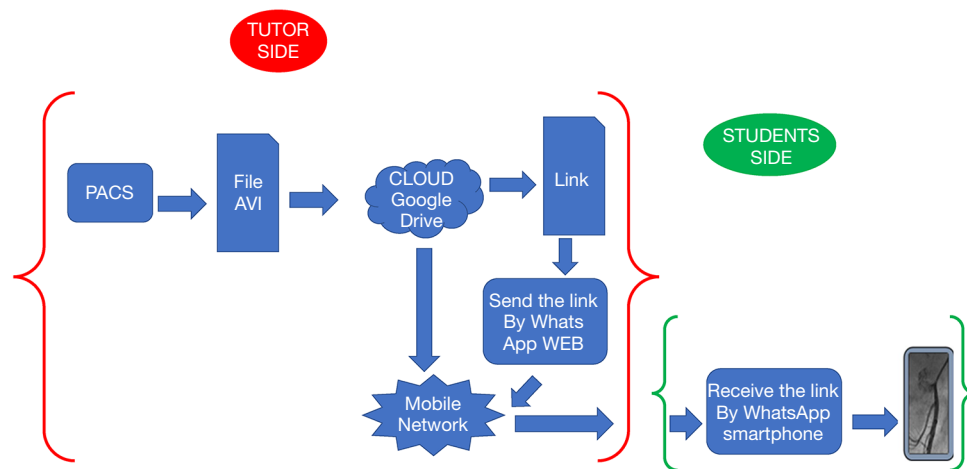 TUTOR
SIDE
STUDENTS
SIDE
PACS
File
AVI
CLOUD
Google
Drive
Link
Send the link
By Whats
App WEB
Mobile
Network
Receive the link
By WhatsApp
smartphone